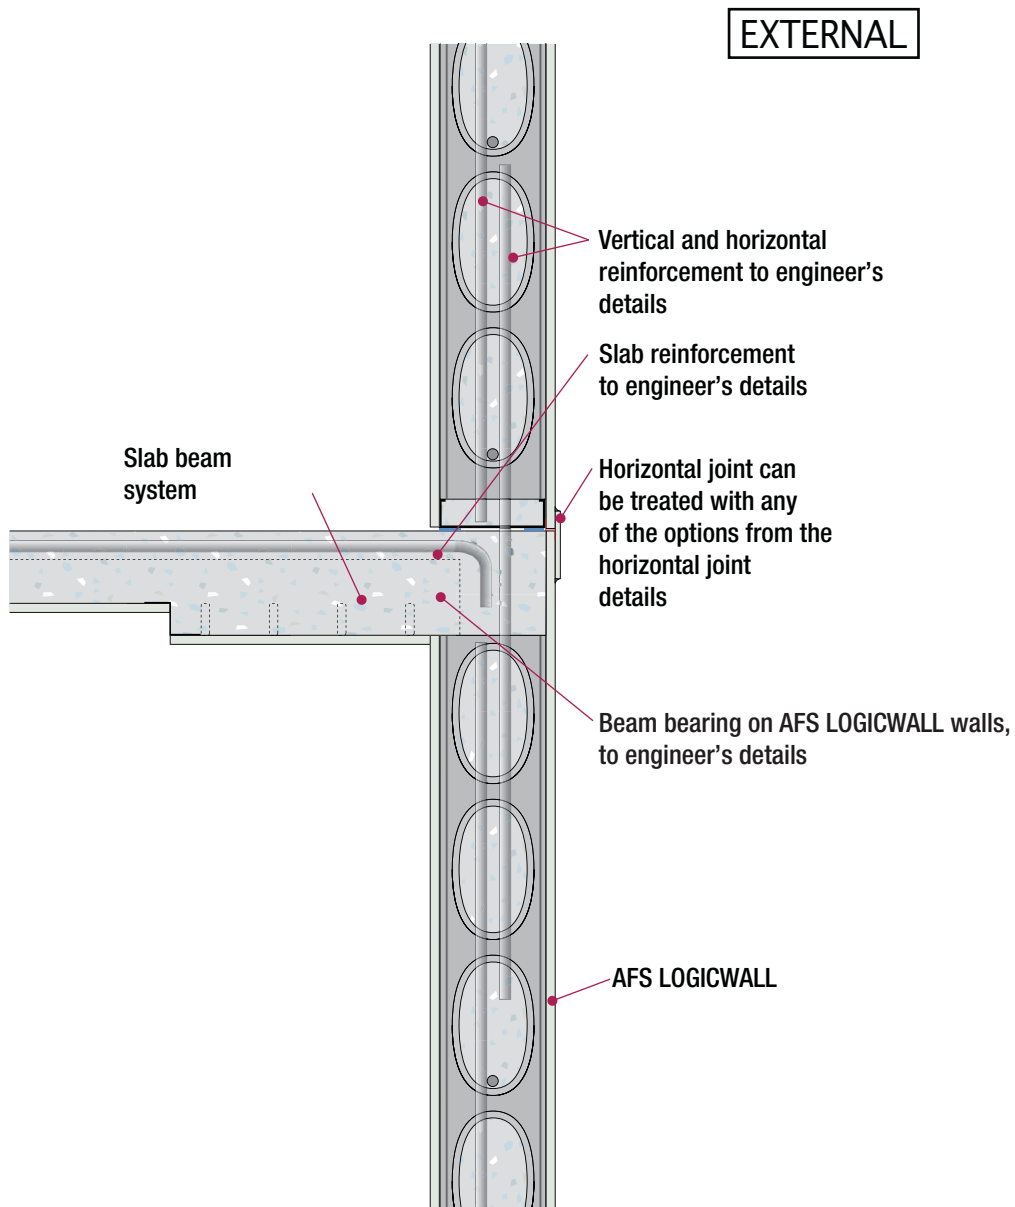 EXTERNAL
Vertical and horizontal
reinforcement to engineer’s
details
Slab reinforcement
to engineer’s details
Slab beam
system
Horizontal joint can
be treated with any
of the options from the
horizontal joint
details
Beam bearing on AFS LOGICWALL walls,
to engineer’s details
AFS LOGICWALL